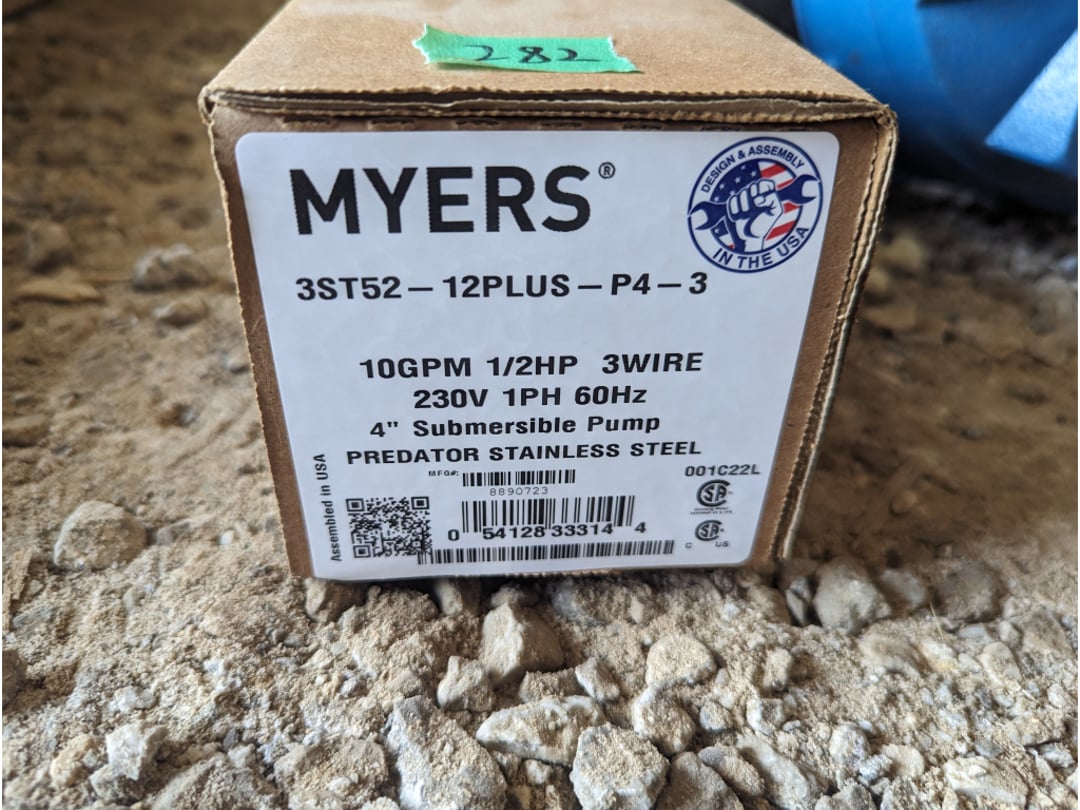 282
MYERS®
DESIGN & ASSEMBLY
IN THE USA
3ST52-12PLUS-P4-3
10GPM 1/2HP 3WIRE
230V 1PH 60Hz
4" Submersible Pump
PREDATOR STAINLESS STEEL
MFG#:
8890723
001C22L
Assembled in USA
0 54128 33314 4
C US